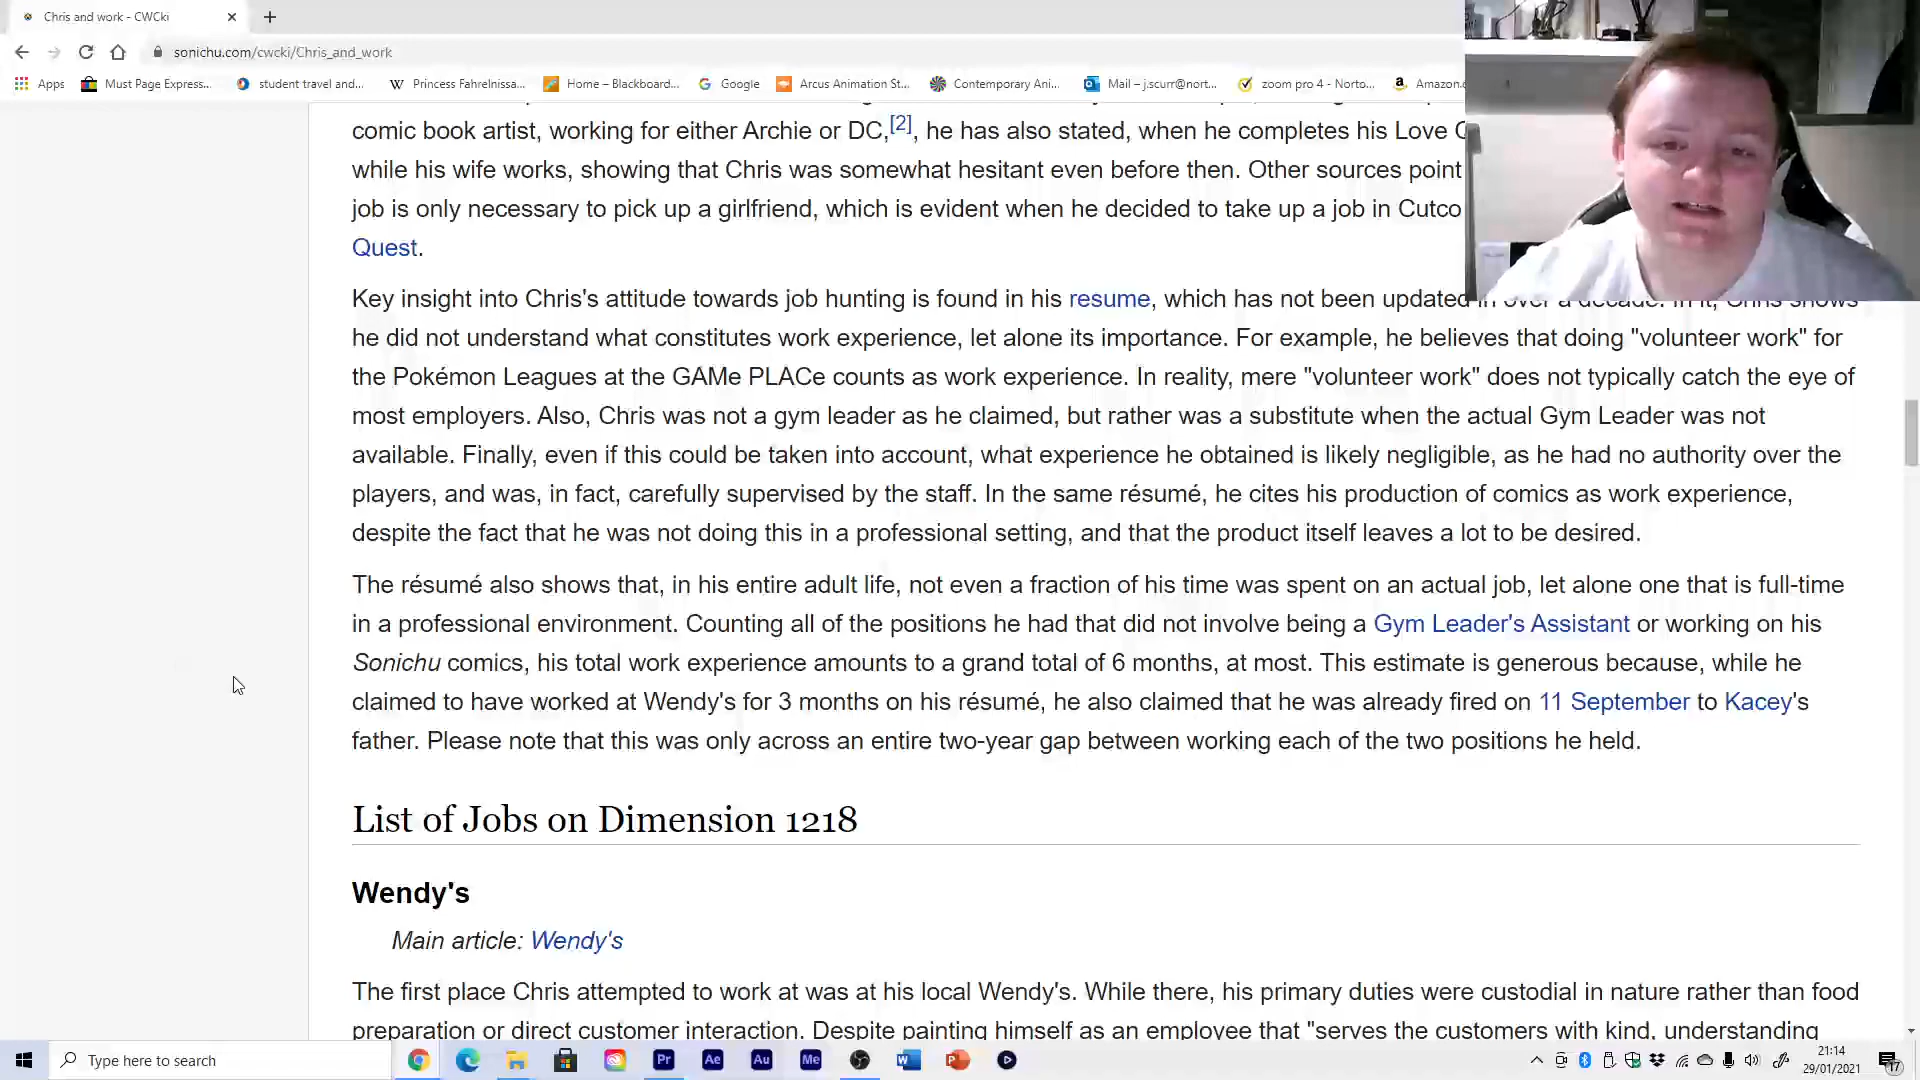 Chris and work - CWCki
sonichu.com/cwcki/Chris_and_work
Apps Must Page Express... student travel and... Princess Fahrelnissa... Home – Blackboard... Google Arcus Animation St... Contemporary Ani... Mail – j.scurr@nort... zoom pro 4 - Norto... Amazon.c
comic book artist, working for either Archie or DC,[2], he has also stated, when he completes his Love
while his wife works, showing that Chris was somewhat hesitant even before then. Other sources point
job is only necessary to pick up a girlfriend, which is evident when he decided to take up a job in Cutco
Quest.
Key insight into Chris's attitude towards job hunting is found in his resume, which has not been updated in over a decade. In it, Chris shows
he did not understand what constitutes work experience, let alone its importance. For example, he believes that doing "volunteer work" for
the Pokémon Leagues at the GAMe PLACe counts as work experience. In reality, mere "volunteer work" does not typically catch the eye of
most employers. Also, Chris was not a gym leader as he claimed, but rather was a substitute when the actual Gym Leader was not
available. Finally, even if this could be taken into account, what experience he obtained is likely negligible, as he had no authority over the
players, and was, in fact, carefully supervised by the staff. In the same résumé, he cites his production of comics as work experience,
despite the fact that he was not doing this in a professional setting, and that the product itself leaves a lot to be desired.
The résumé also shows that, in his entire adult life, not even a fraction of his time was spent on an actual job, let alone one that is full-time
in a professional environment. Counting all of the positions he had that did not involve being a Gym Leader's Assistant or working on his
Sonichu comics, his total work experience amounts to a grand total of 6 months, at most. This estimate is generous because, while he
claimed to have worked at Wendy's for 3 months on his résumé, he also claimed that he was already fired on 11 September to Kacey's
father. Please note that this was only across an entire two-year gap between working each of the two positions he held.
List of Jobs on Dimension 1218
Wendy's
Main article: Wendy's
The first place Chris attempted to work at was at his local Wendy's. While there, his primary duties were custodial in nature rather than food
preparation or direct customer interaction. Despite painting himself as an employee that "serves the customers with kind, understanding
Type here to search
Pr Ae Au Me
21:14
29/01/2021
17